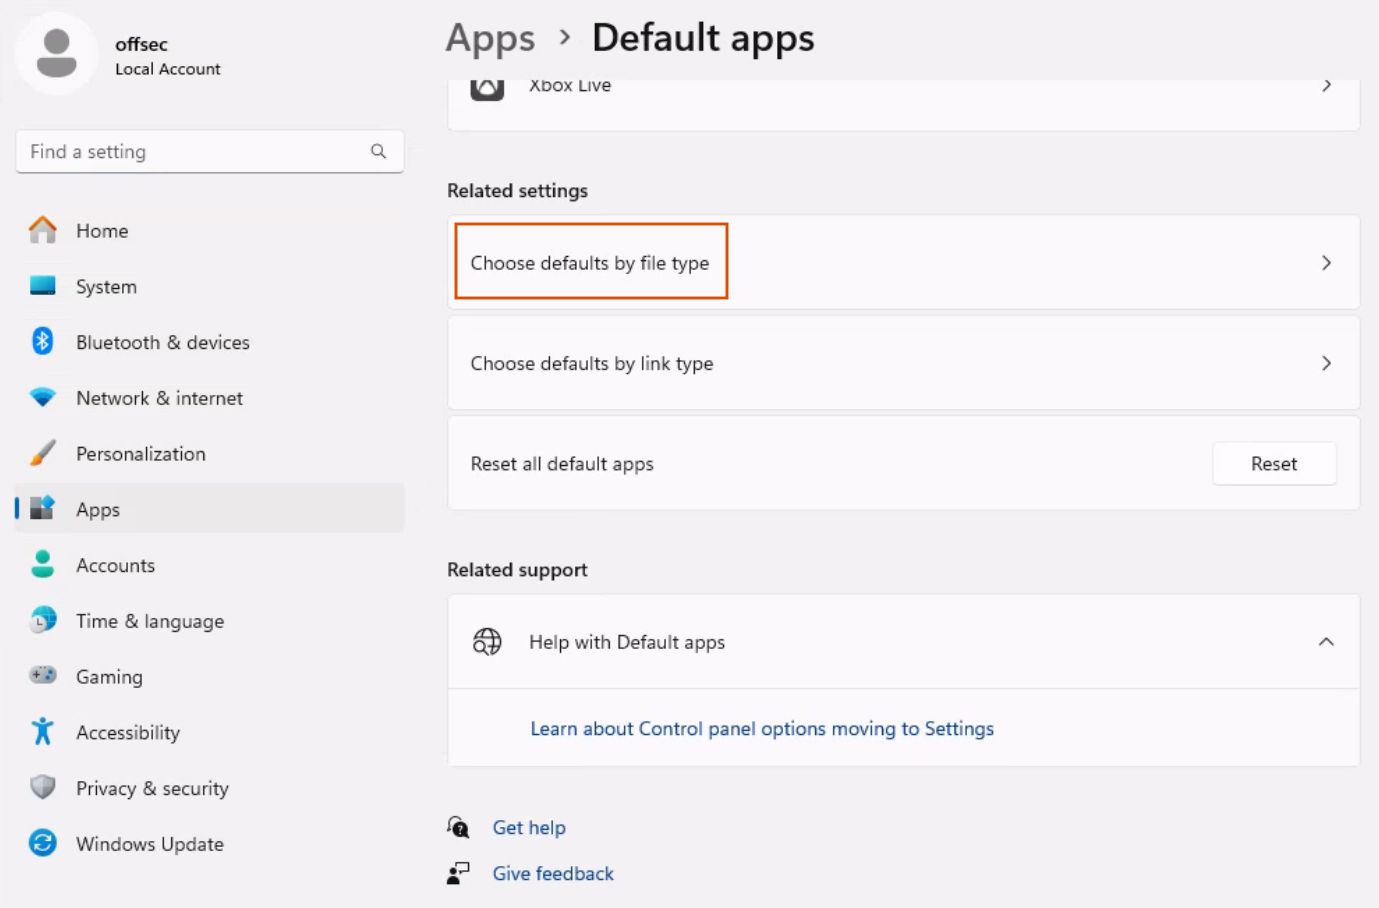 offsec
Local Account
Find a setting
Home
System
Bluetooth & devices
Network & internet
Personalization
Apps
Accounts
Time & language
Gaming
Accessibility
Privacy & security
Windows Update
Apps > Default apps
Xbox Live
Related settings
Choose defaults by file type
Choose defaults by link type
Reset all default apps
Reset
Related support
Help with Default apps
Learn about Control panel options moving to Settings
Get help
Give feedback